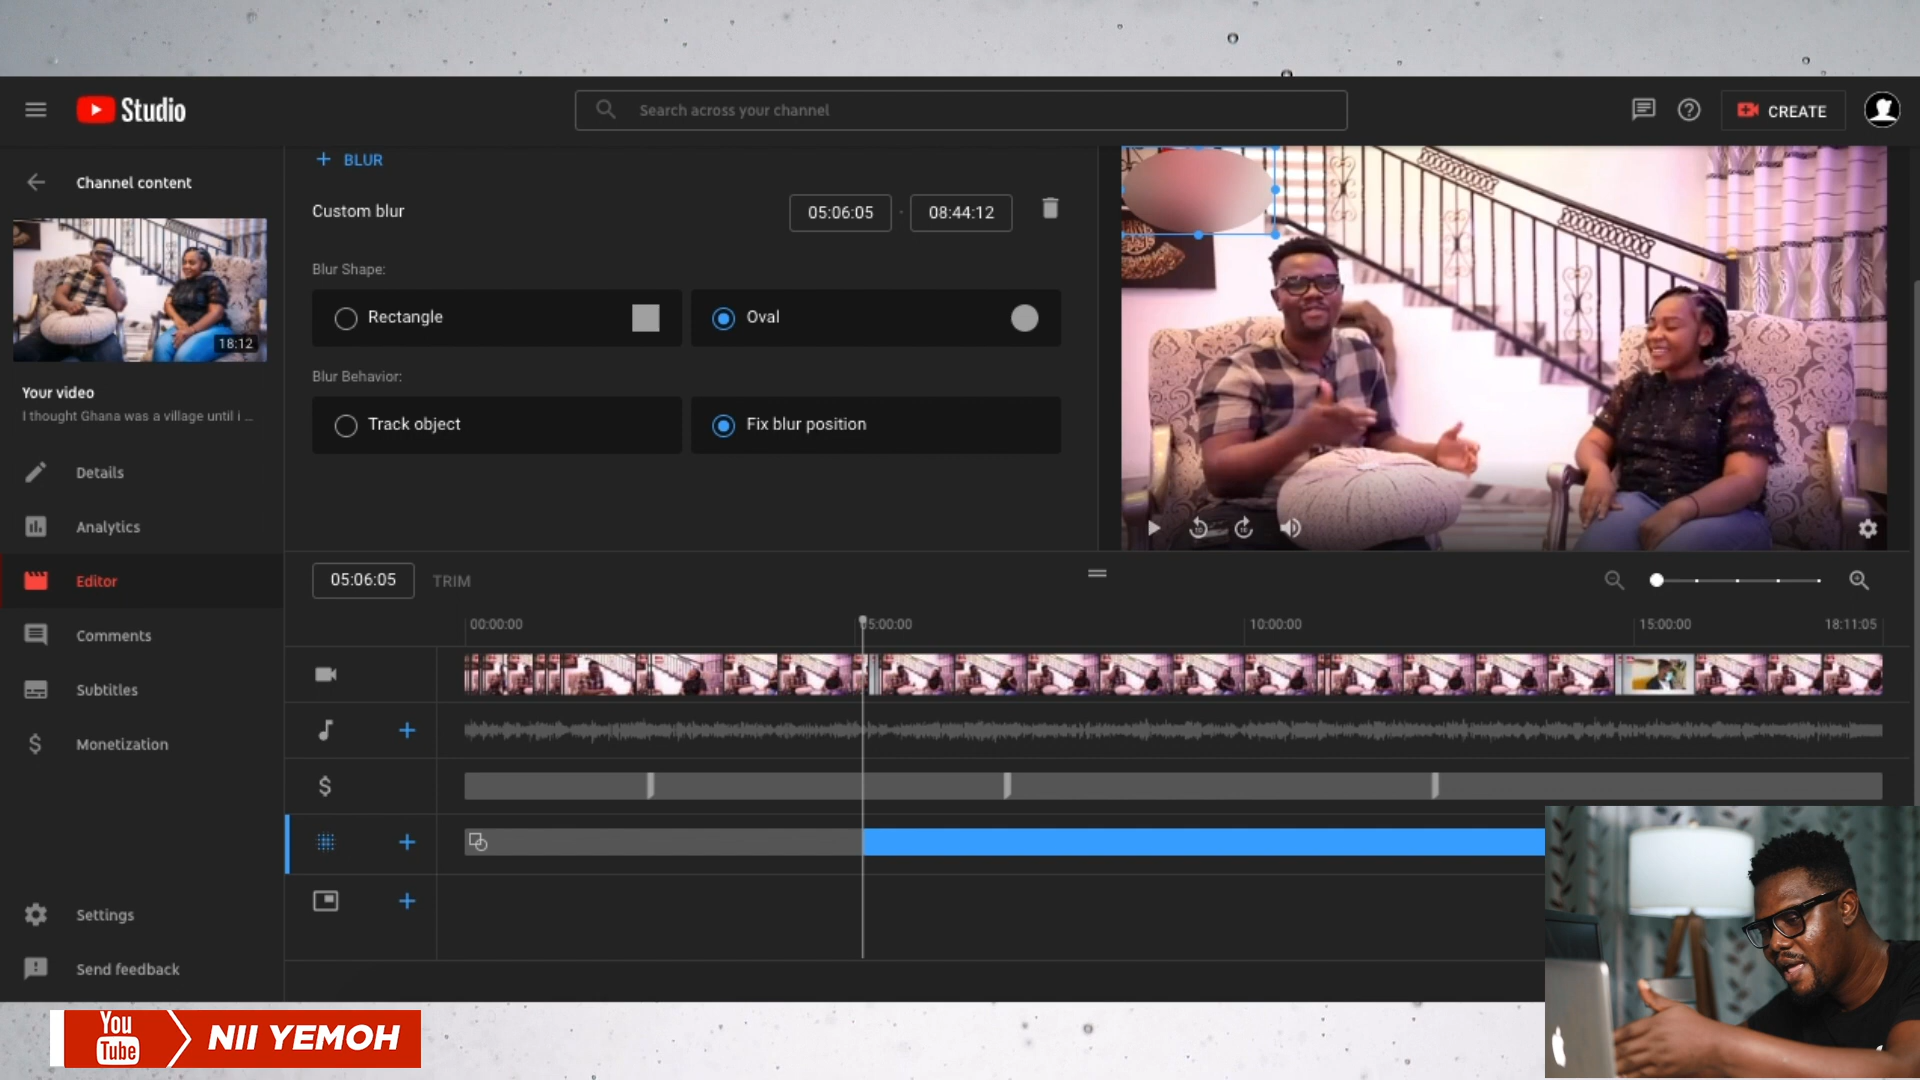 Studio
Search across your channel
CREATE
Channel content
18:12
Your video
I thought Ghana was a village until i ...
Details
Analytics
Editor
Comments
Subtitles
Monetization
Settings
Send feedback
+ BLUR
Custom blur
05:06:05 - 08:44:12
Blur Shape:
Rectangle
Oval
Blur Behavior:
Track object
Fix blur position
05:06:05 TRIM
00:00:00 05:00:00 10:00:00 15:00:00 18:11:05
You
Tube
NII YEMOH